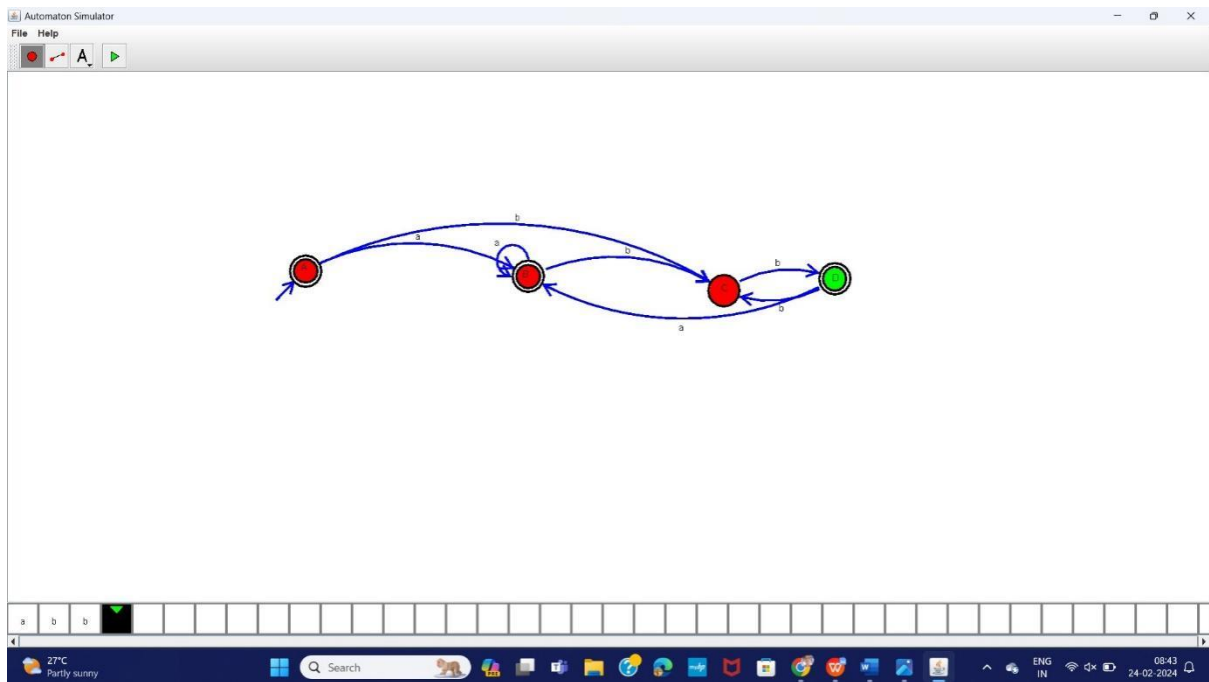 Automaton Simulator
File Help
A
b
a
a
b
b
A
B
C
D
b
a
a b b
27°C
Partly sunny
Search
ENG
IN
08:43
24-02-2024